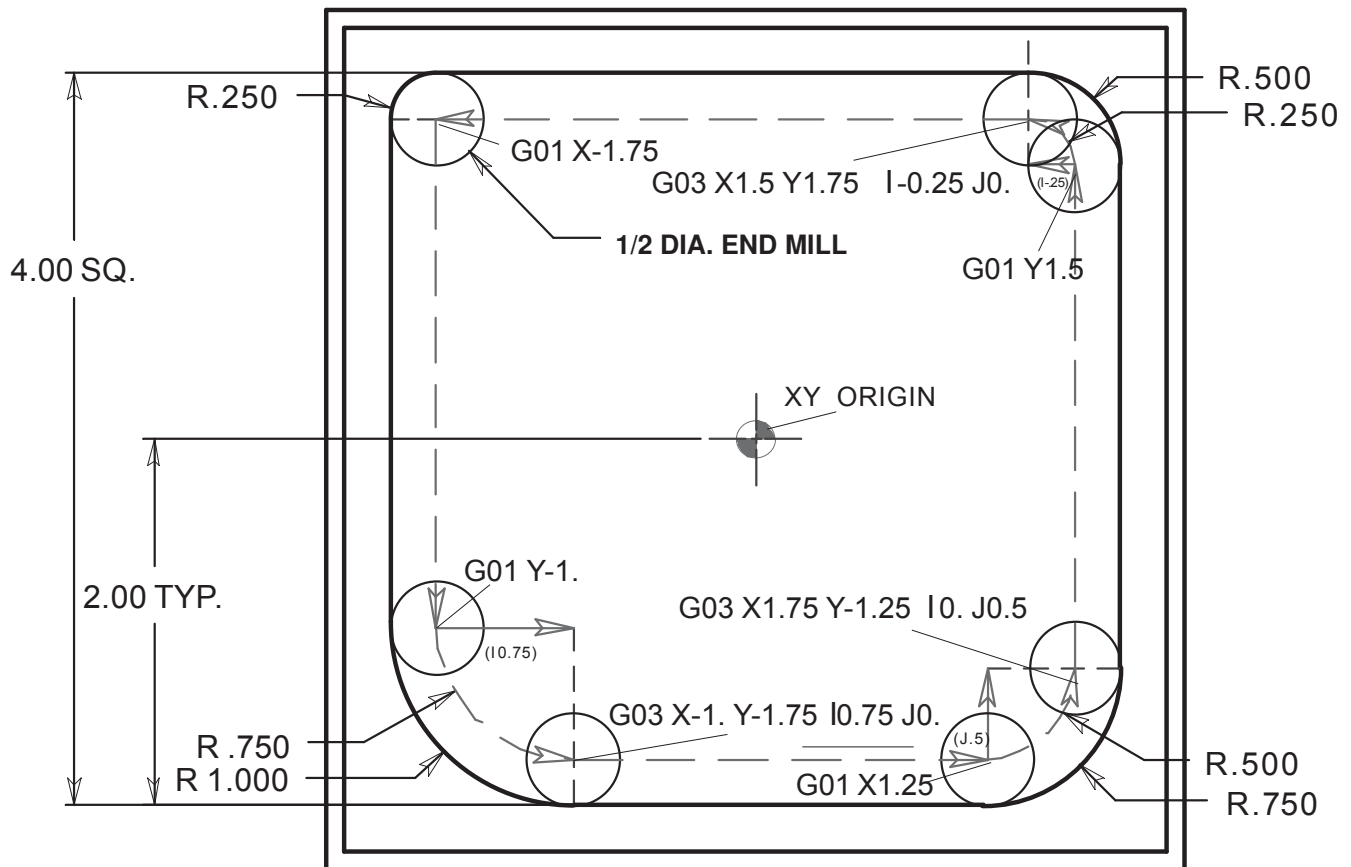 R.500
R.250
R.250
G01 X-1.75
G03 X1.5 Y1.75 I-0.25 J0.
(I-.25)
1/2 DIA. END MILL
4.00 SQ.
G01 Y1.5
XY ORIGIN
G01 Y-1.
2.00 TYP.
G03 X1.75 Y-1.25 I0. J0.5
(I0.75)
G03 X-1. Y-1.75 I0.75 J0.
R .750
(J.5)
R 1.000
G01 X1.25
R.500
R.750